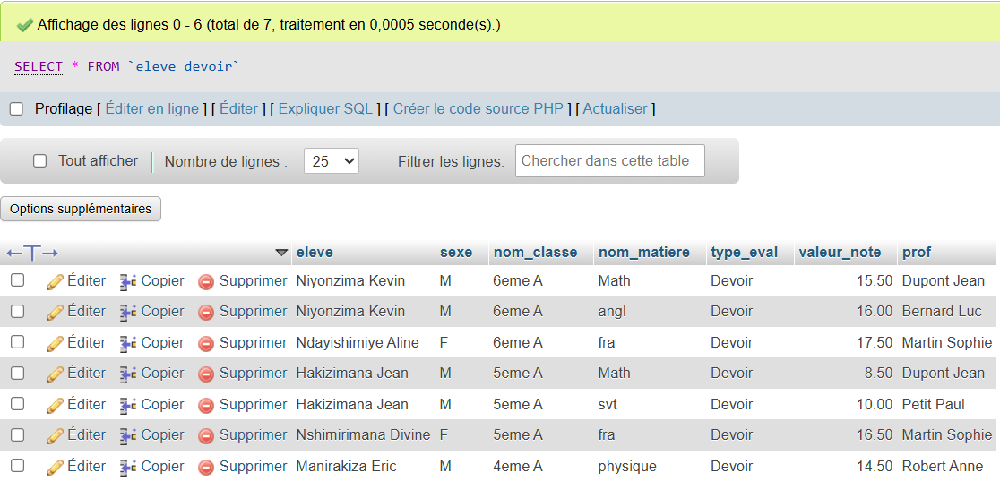 Affichage des lignes 0 - 6 (total de 7, traitement en 0,0005 seconde(s).)
SELECT * FROM `eleve_devoir`
Profilage [ Éditer en ligne ] [ Éditer ] [ Expliquer SQL ] [ Créer le code source PHP ] [ Actualiser ]
Tout afficher Nombre de lignes : 25 Filtrer les lignes: Chercher dans cette table
Options supplémentaires
eleve sexe nom_classe nom_matiere type_eval valeur_note prof
Éditer Copier Supprimer Niyonzima Kevin M 6eme A Math Devoir 15.50 Dupont Jean
Éditer Copier Supprimer Niyonzima Kevin M 6eme A angl Devoir 16.00 Bernard Luc
Éditer Copier Supprimer Ndayishimiye Aline F 6eme A fra Devoir 17.50 Martin Sophie
Éditer Copier Supprimer Hakizimana Jean M 5eme A Math Devoir 8.50 Dupont Jean
Éditer Copier Supprimer Hakizimana Jean M 5eme A svt Devoir 10.00 Petit Paul
Éditer Copier Supprimer Nshimirimana Divine F 5eme A fra Devoir 16.50 Martin Sophie
Éditer Copier Supprimer Manirakiza Eric M 4eme A physique Devoir 14.50 Robert Anne